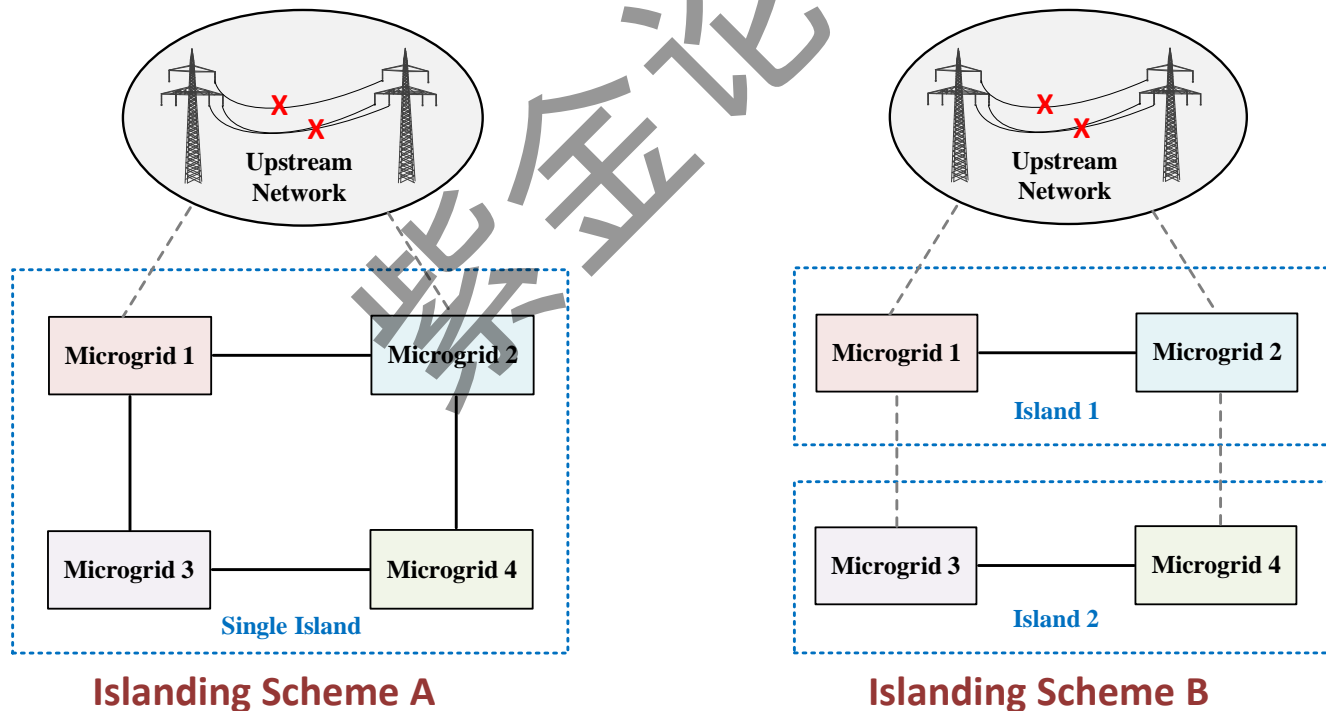 X
X
Upstream
Network
Microgrid 1
Microgrid 2
Microgrid 3
Microgrid 4
Single Island
Islanding Scheme A
X
X
Upstream
Network
Microgrid 1
Microgrid 2
Island 1
Microgrid 3
Microgrid 4
Island 2
Islanding Scheme B
紫金论